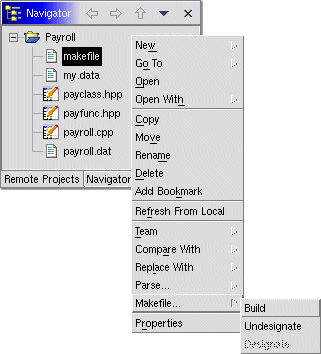 Navigator
Payroll
makefile
my.data
payclass.hpp
payfunc.hpp
payroll.cpp
payroll.dat
Remote Projects
Navigator
New
Go To
Open
Open With
Copy
Move
Rename
Delete
Add Bookmark
Refresh From Local
Team
Compare With
Replace With
Parse...
Makefile...
Properties
Build
Undesignate
Designate